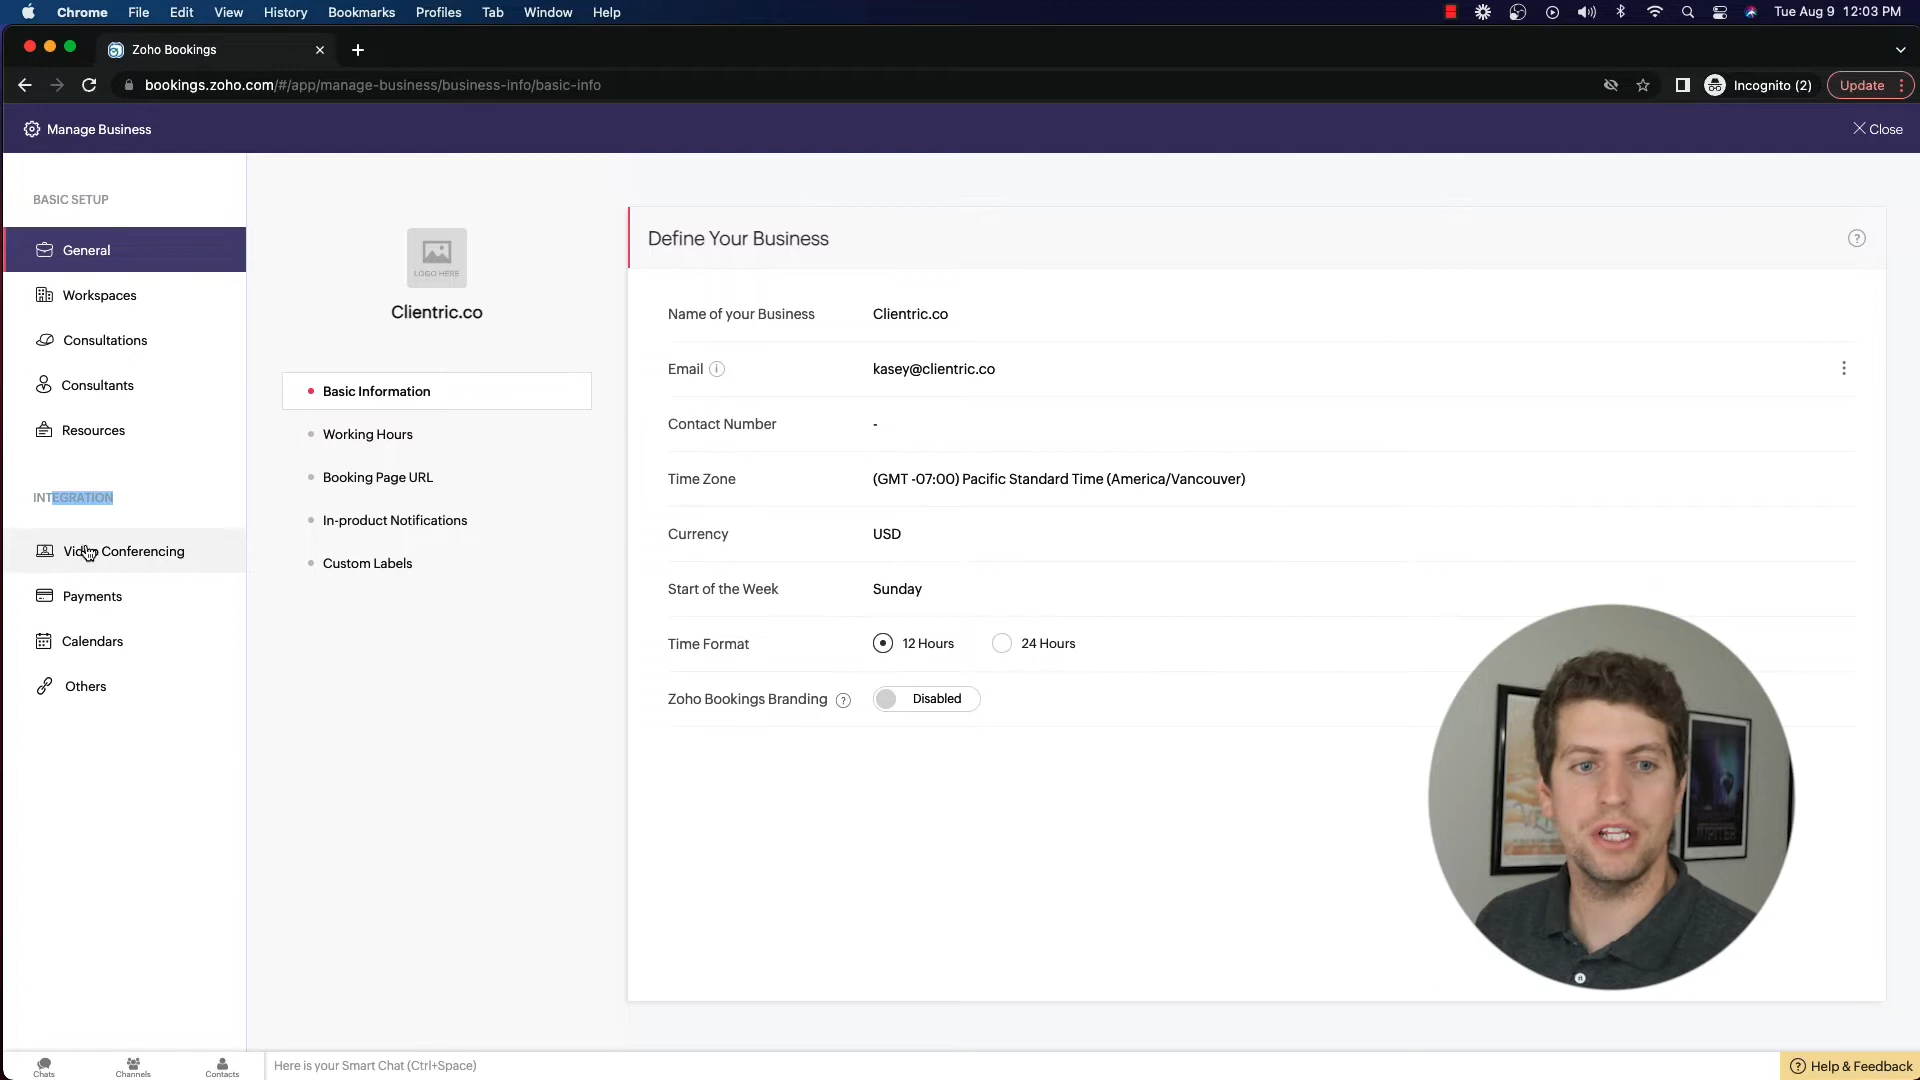 Chrome File Edit View History Bookmarks Profiles Tab Window Help Tue Aug 9 12:03 PM
Zoho Bookings
bookings.zoho.com/#/app/manage-business/business-info/basic-info Incognito (2) Update
Manage Business Close
BASIC SETUP
General
Workspaces
Consultations
Consultants
Resources
INTEGRATION
Video Conferencing
Payments
Calendars
Others
LOGO HERE
Clientric.co
Basic Information
Working Hours
Booking Page URL
In-product Notifications
Custom Labels
Define Your Business ?
Name of your Business Clientric.co
Email i kasey@clientric.co
Contact Number -
Time Zone (GMT -07:00) Pacific Standard Time (America/Vancouver)
Currency USD
Start of the Week Sunday
Time Format 12 Hours 24 Hours
Zoho Bookings Branding ? Disabled
JUPITER
Chats Channels Contacts Here is your Smart Chat (Ctrl+Space) ? Help & Feedback